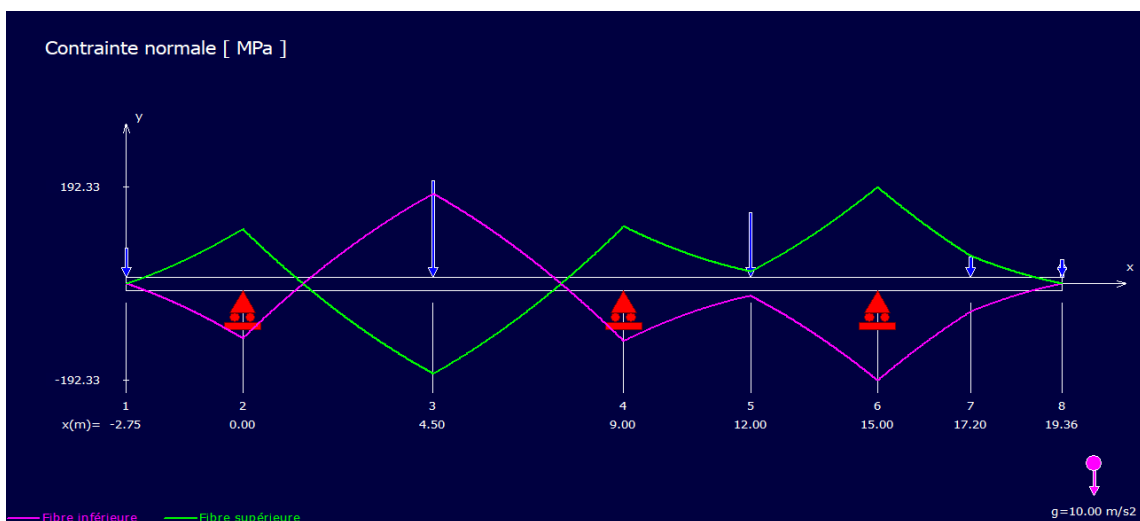 Contrainte normale [ MPa ]
y
192.33
x
-192.33
1 2 3 4 5 6 7 8
x(m)= -2.75 0.00 4.50 9.00 12.00 15.00 17.20 19.36
g=10.00 m/s2
Fibre inférieure Fibre supérieure